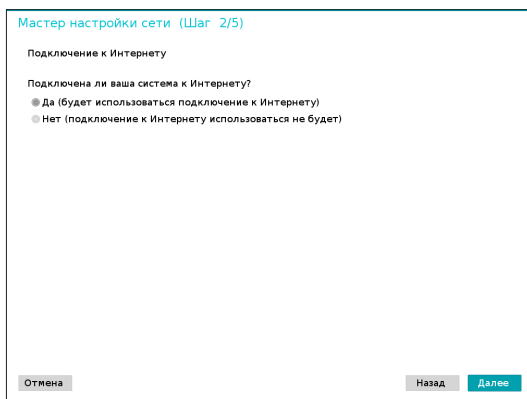 Мастер настройки сети (Шаг 2/5)
Подключение к Интернету
Подключена ли ваша система к Интернету?
Да (будет использоваться подключение к Интернету)
Нет (подключение к Интернету использоваться не будет)
Отмена Назад Далее